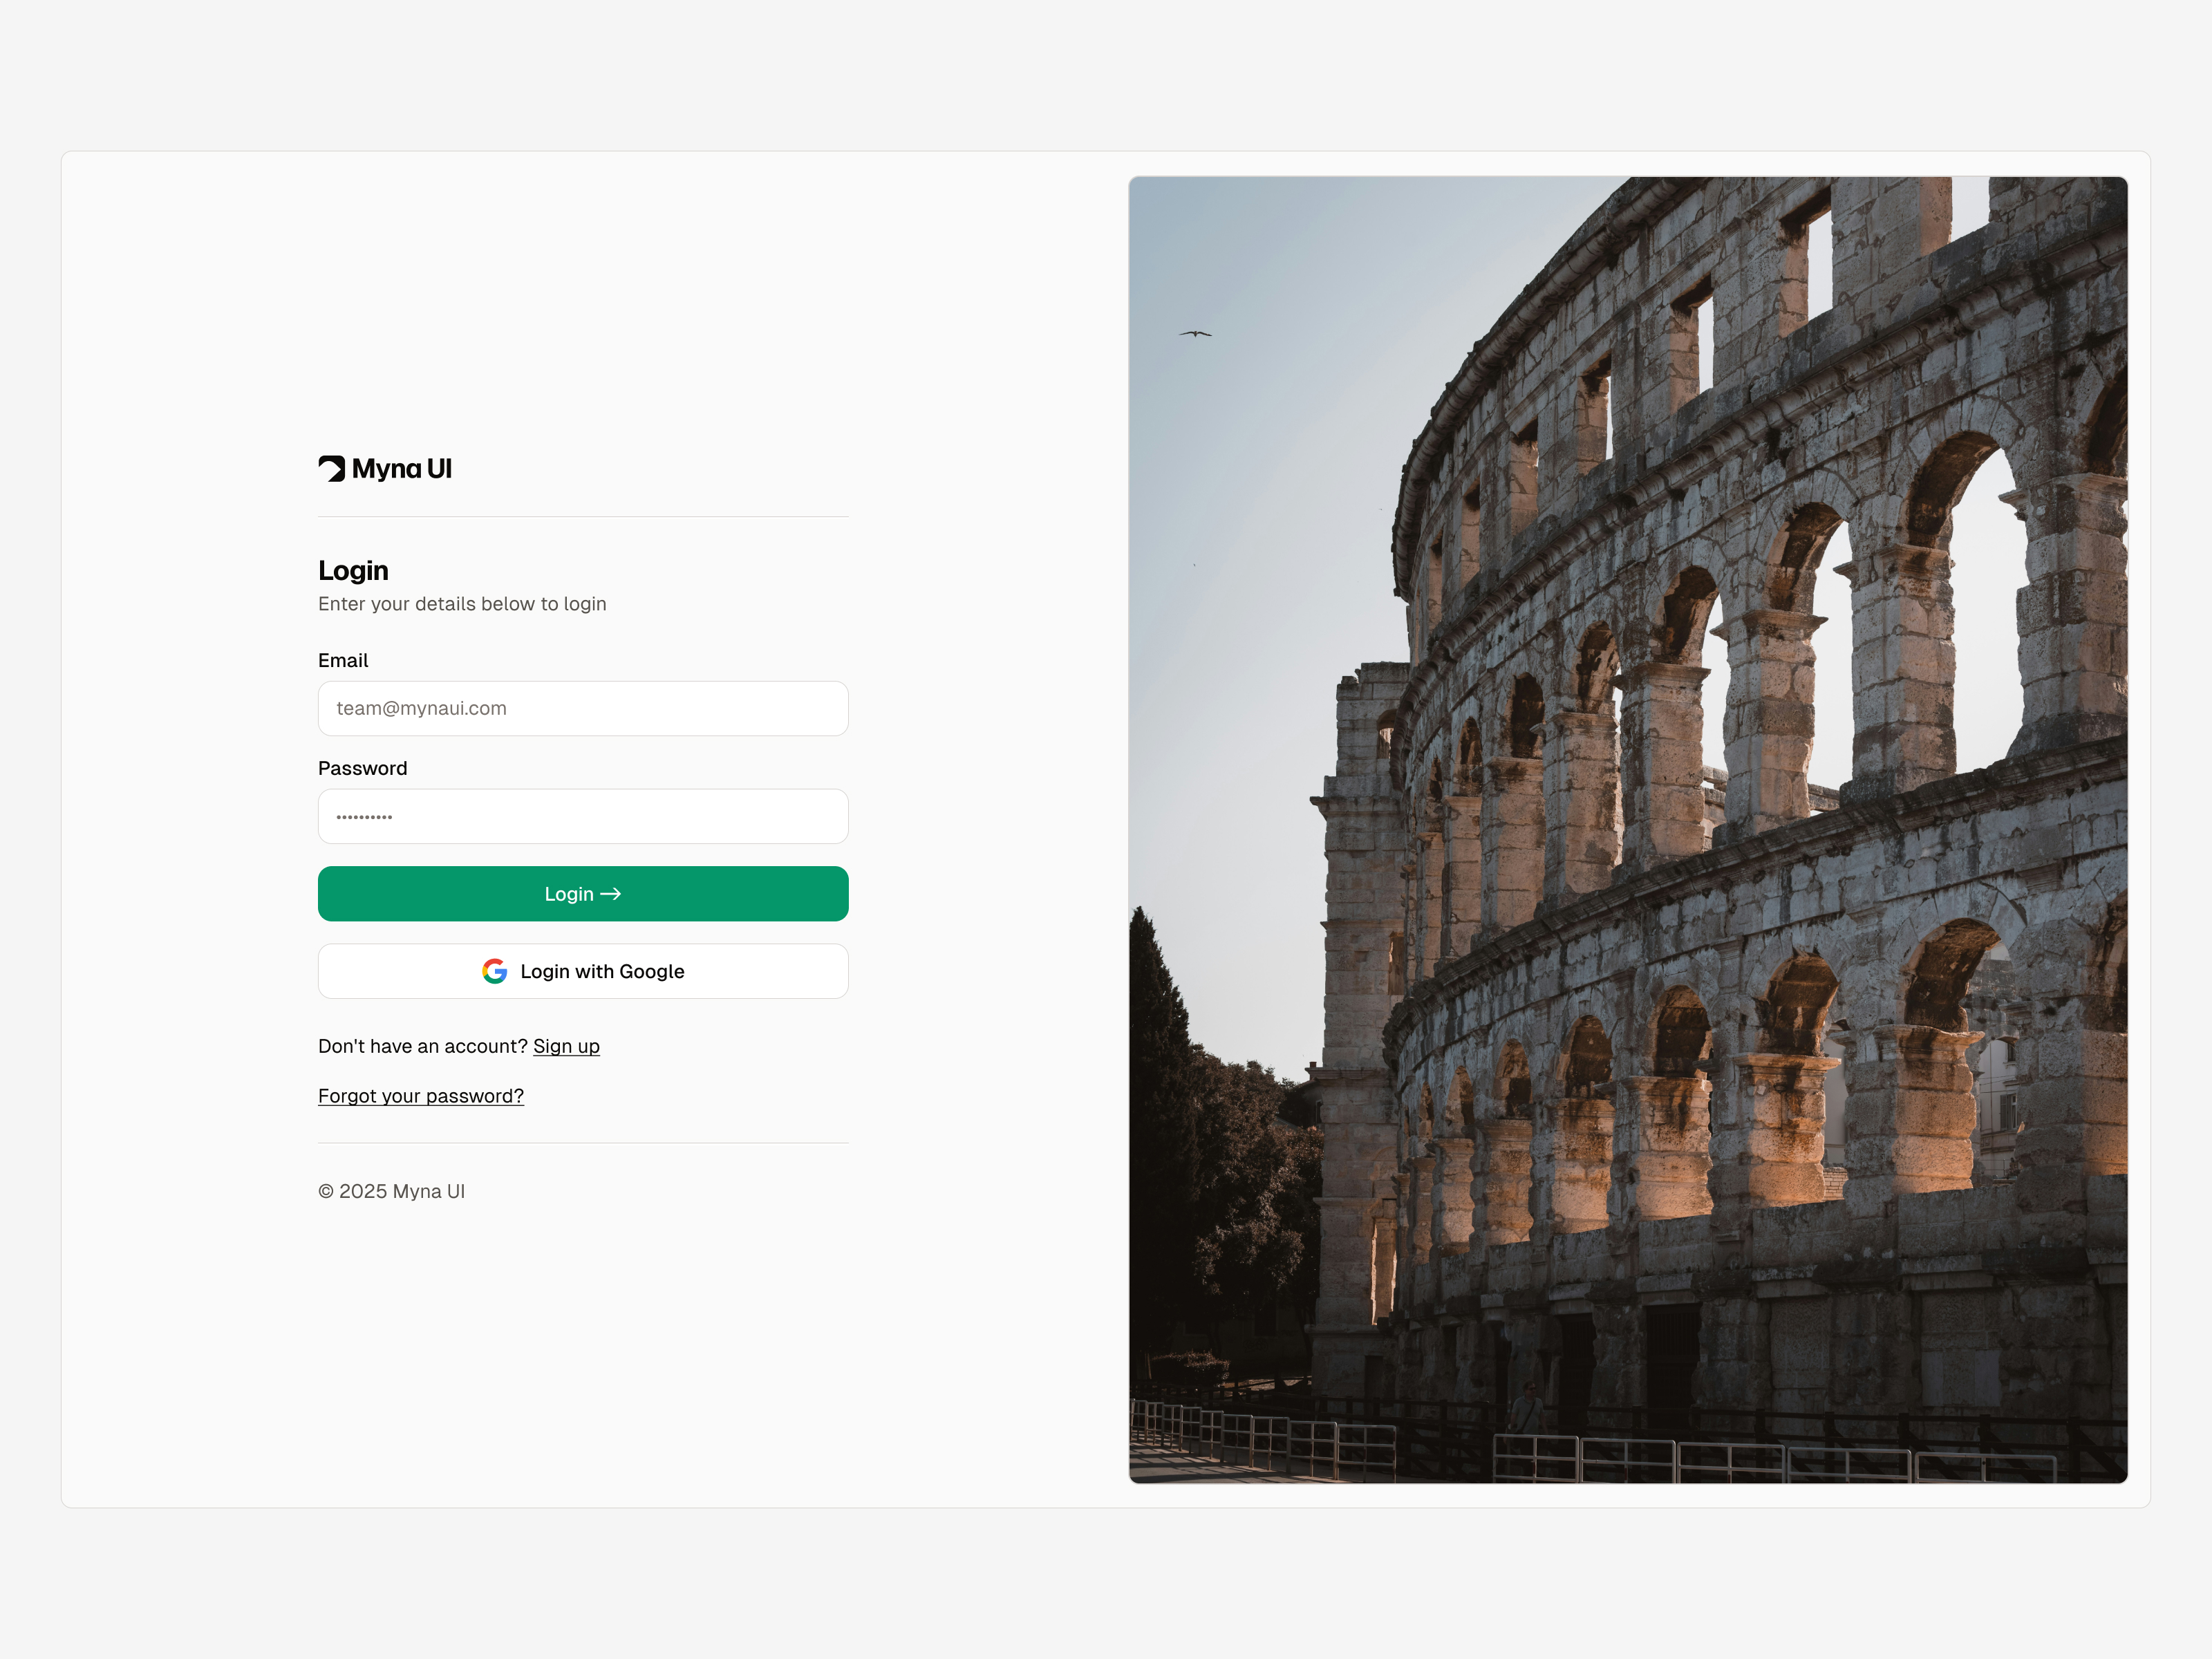 Myna UI
Login
Enter your details below to login
Email
team@mynaui.com
Password
••••••••••
Login →
Login with Google
Don't have an account? Sign up
Forgot your password?
© 2025 Myna UI